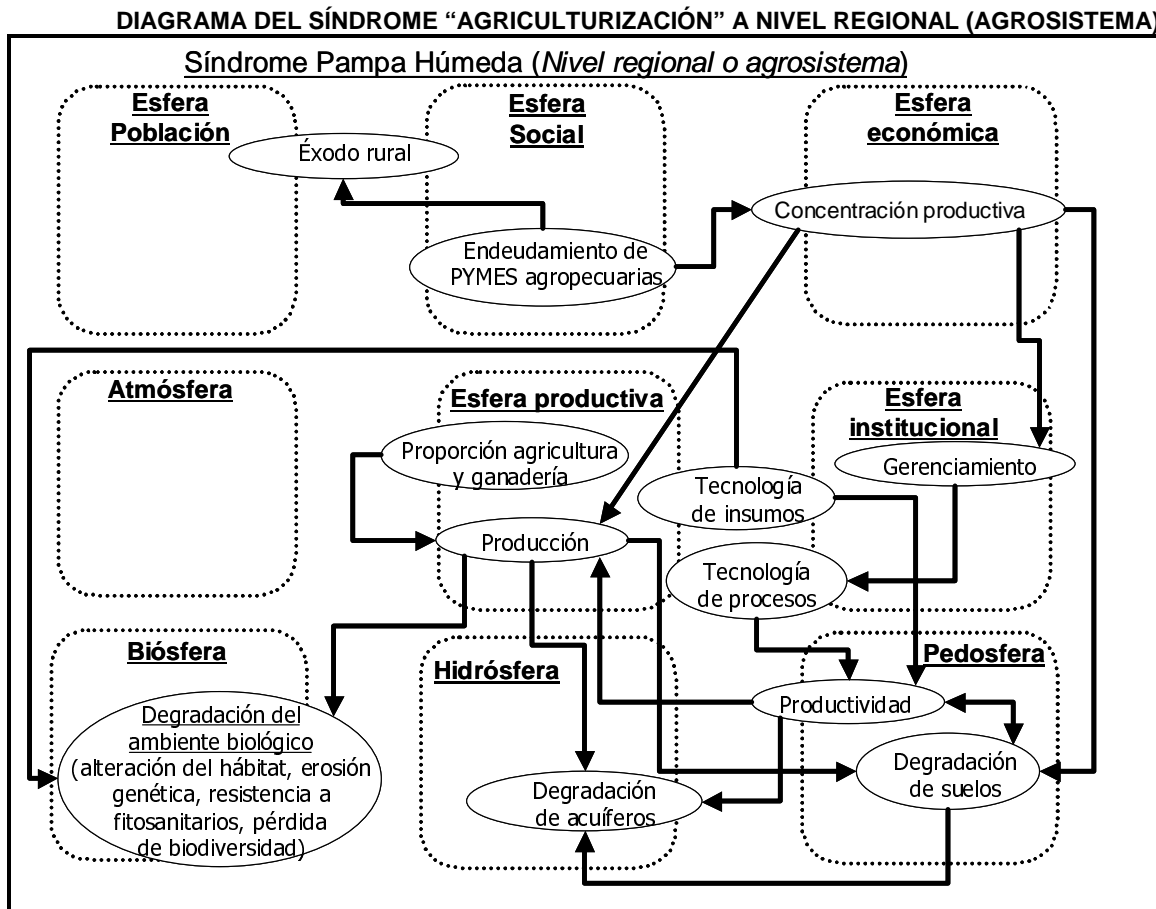 DIAGRAMA DEL SÍNDROME “AGRICULTURIZACIÓN” A NIVEL REGIONAL (AGROSISTEMA)
Síndrome Pampa Húmeda (Nivel regional o agrosistema)
Esfera
Población
Esfera
Social
Esfera
económica
Éxodo rural
Concentración productiva
Endeudamiento de
PYMES agropecuarias
Atmósfera
Esfera productiva
Esfera
institucional
Proporción agricultura
y ganadería
Gerenciamiento
Tecnología
de insumos
Producción
Tecnología
de procesos
Biósfera
Hidrósfera
Pedosfera
Productividad
Degradación del
ambiente biológico
(alteración del hábitat, erosión
genética, resistencia a
fitosanitarios, pérdida
de biodiversidad)
Degradación
de acuíferos
Degradación
de suelos